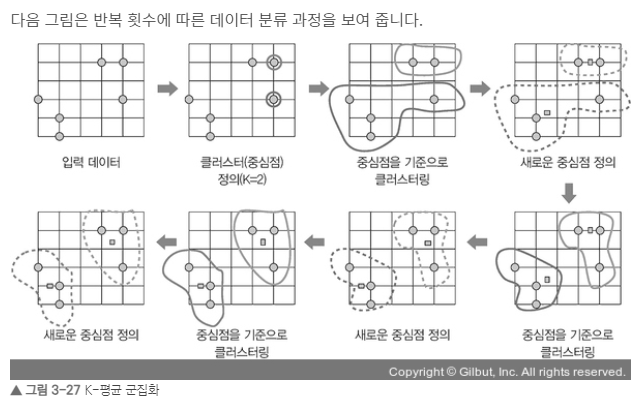 다음 그림은 반복 횟수에 따른 데이터 분류 과정을 보여 줍니다.
입력 데이터
클러스터(중심점)
정의(K=2)
중심점을 기준으로
클러스터링
새로운 중심점 정의
새로운 중심점 정의
중심점을 기준으로
클러스터링
새로운 중심점 정의
중심점을 기준으로
클러스터링
Copyright © Gilbut, Inc. All rights reserved.
▲ 그림 3-27 K-평균 군집화